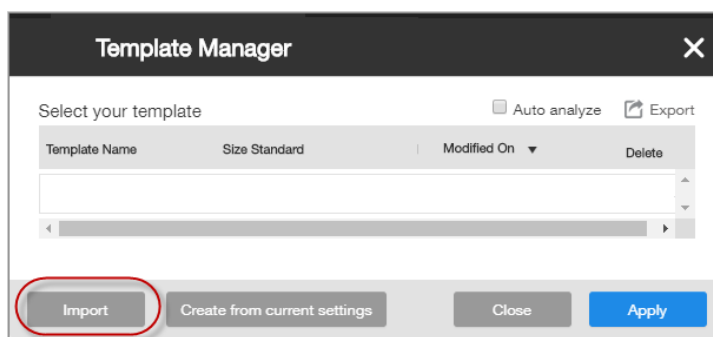 Template Manager
Select your template Auto analyze Export
Template Name Size Standard Modified On Delete
Import Create from current settings Close Apply